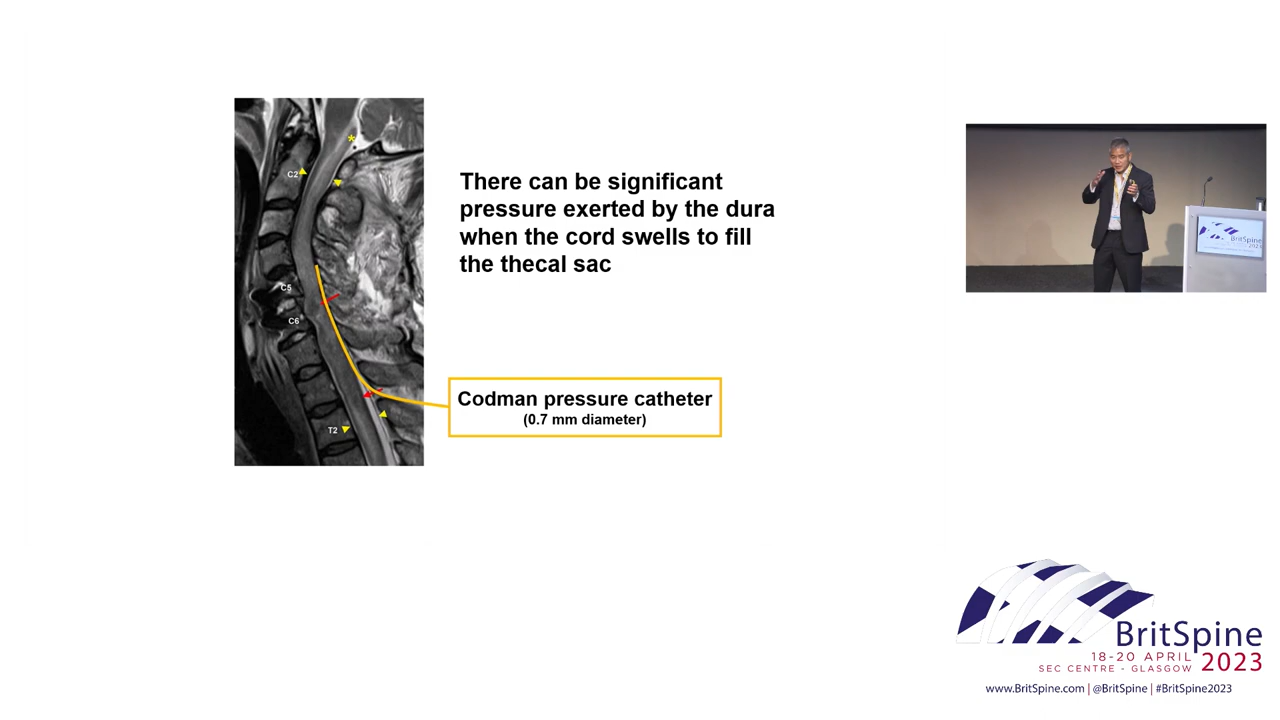 *
C2
C5
C6
T2
There can be significant
pressure exerted by the dura
when the cord swells to fill
the thecal sac
Codman pressure catheter
(0.7 mm diameter)
BritSpine
2023
BritSpine
18-20 APRIL
SEC CENTRE - GLASGOW
2023
www.BritSpine.com | @BritSpine | #BritSpine2023